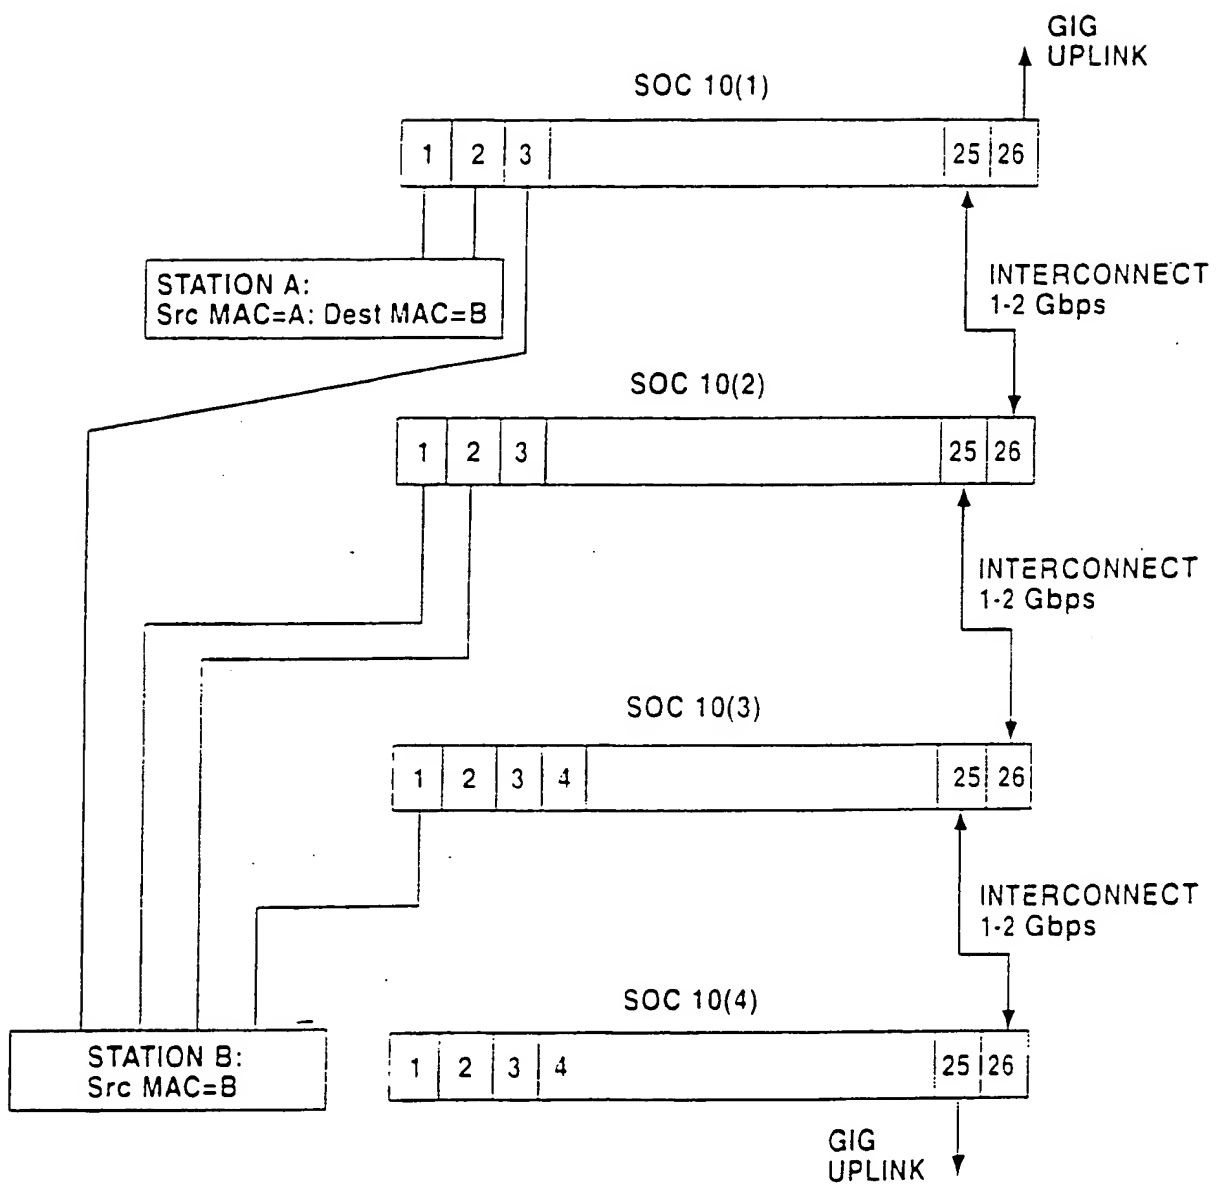 GIG
UPLINK
SOC 10(1)
1 2 3 25 26
STATION A:
Src MAC=A: Dest MAC=B
INTERCONNECT
1-2 Gbps
SOC 10(2)
1 2 3 25 26
INTERCONNECT
1-2 Gbps
SOC 10(3)
1 2 3 4 25 26
INTERCONNECT
1-2 Gbps
SOC 10(4)
STATION B:
Src MAC=B
1 2 3 4 25 26
GIG
UPLINK